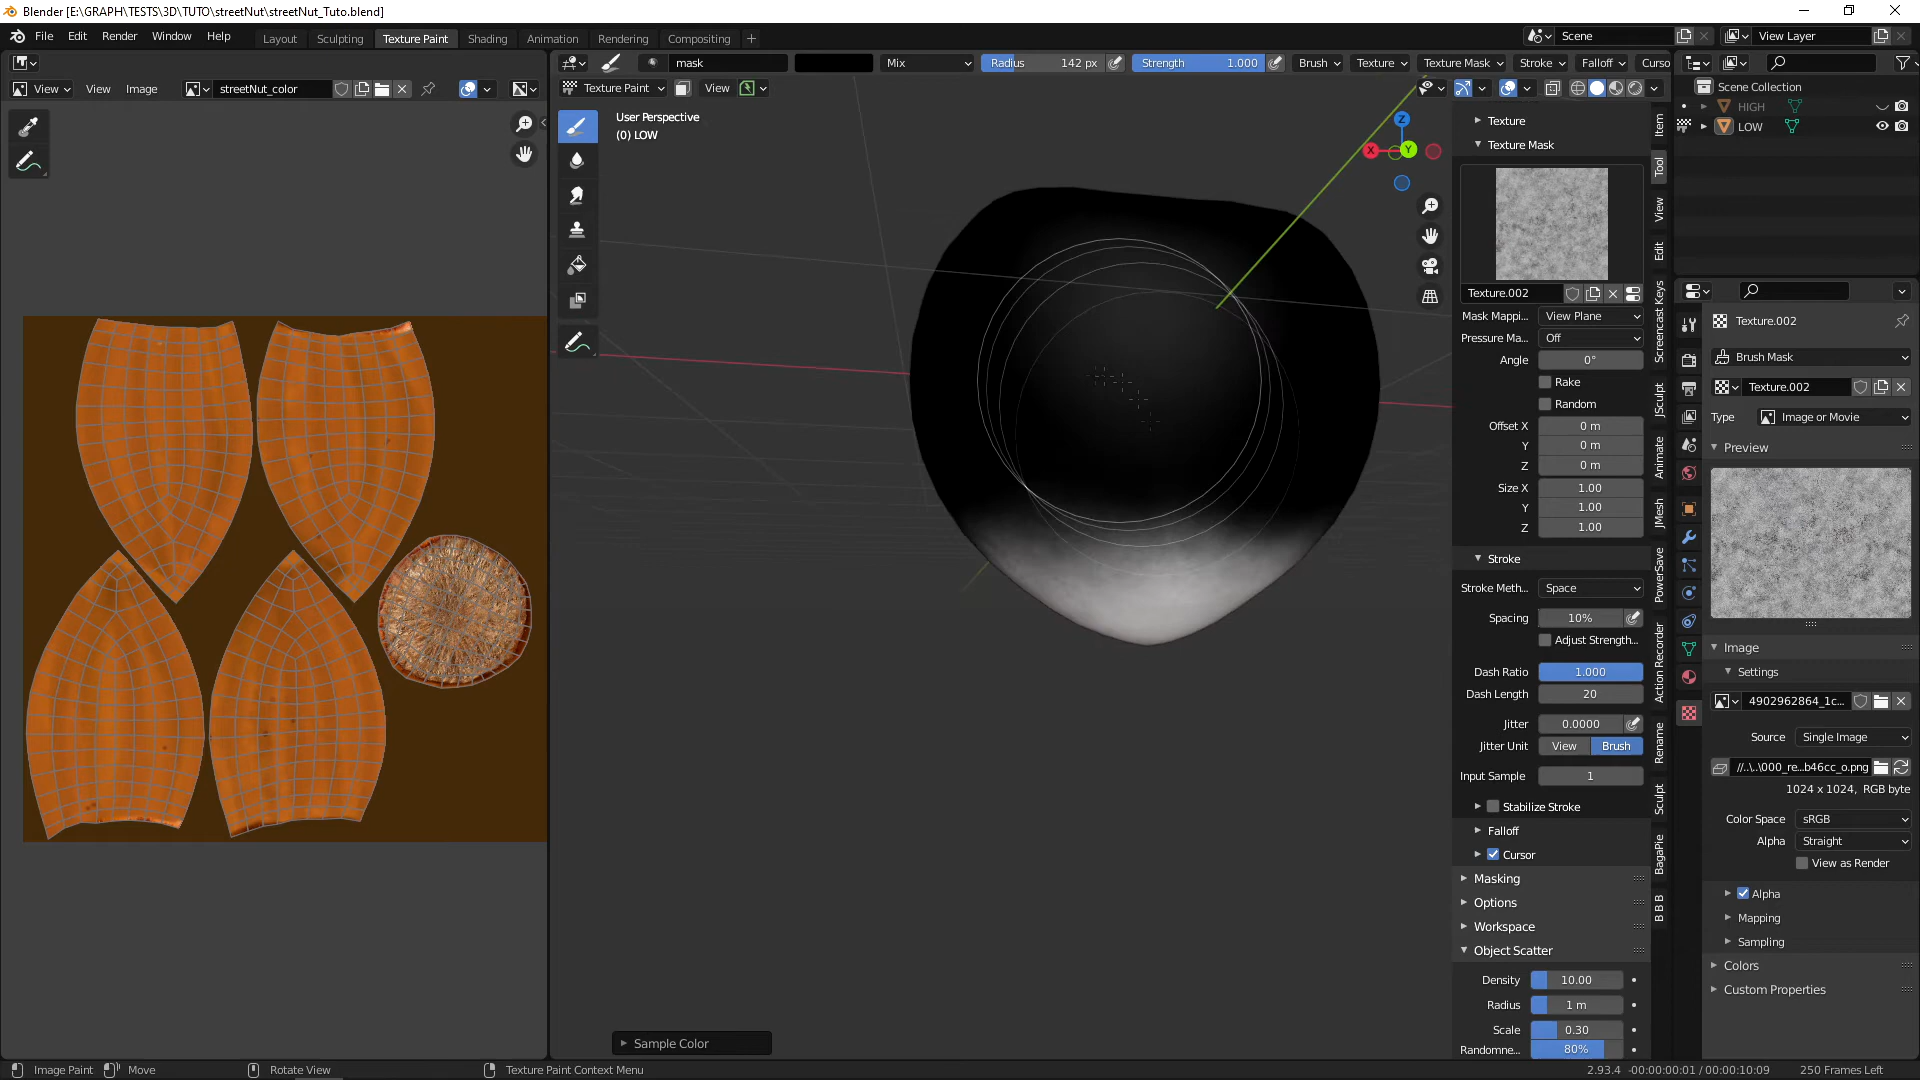 Blender [E:\GRAPH\TESTS\3D\TUTO\streetNut\streetNut_Tuto.blend]
File Edit Render Window Help Layout Sculpting Texture Paint Shading Animation Rendering Compositing + Scene View Layer
mask Mix Radius 142 px Strength 1.000 Brush Texture Texture Mask Stroke Falloff Curso
View View Image streetNut_color Texture Paint View
User Perspective
(0) LOW
Z
X
Y
Texture
Texture Mask
Texture.002
Mask Mappi... View Plane
Pressure Ma... Off
Angle 0°
Rake
Random
Offset X 0 m
Y 0 m
Z 0 m
Size X 1.00
Y 1.00
Z 1.00
Stroke
Stroke Meth... Space
Spacing 10%
Adjust Strength...
Dash Ratio 1.000
Dash Length 20
Jitter 0.0000
Jitter Unit View Brush
Input Sample 1
Stabilize Stroke
Falloff
Cursor
Masking
Options
Workspace
Object Scatter
Density 10.00
Radius 1 m
Scale 0.30
Randomne... 80%
Item
Tool
View
Edit
Screencast Keys
JSculpt
Animate
JMesh
PowerSave
Action Recorder
Rename
Sculpt
BagaPie
B B B
Scene Collection
HIGH
LOW
Texture.002
Brush Mask
Texture.002
Type Image or Movie
Preview
Image
Settings
4902962864_1c...
Source Single Image
//..\..\000_re...b46cc_o.png
1024 x 1024, RGB byte
Color Space sRGB
Alpha Straight
View as Render
Alpha
Mapping
Sampling
Colors
Custom Properties
Sample Color
Image Paint Move Rotate View Texture Paint Context Menu 2.93.4 -00:00:00:01 / 00:00:10:09 250 Frames Left